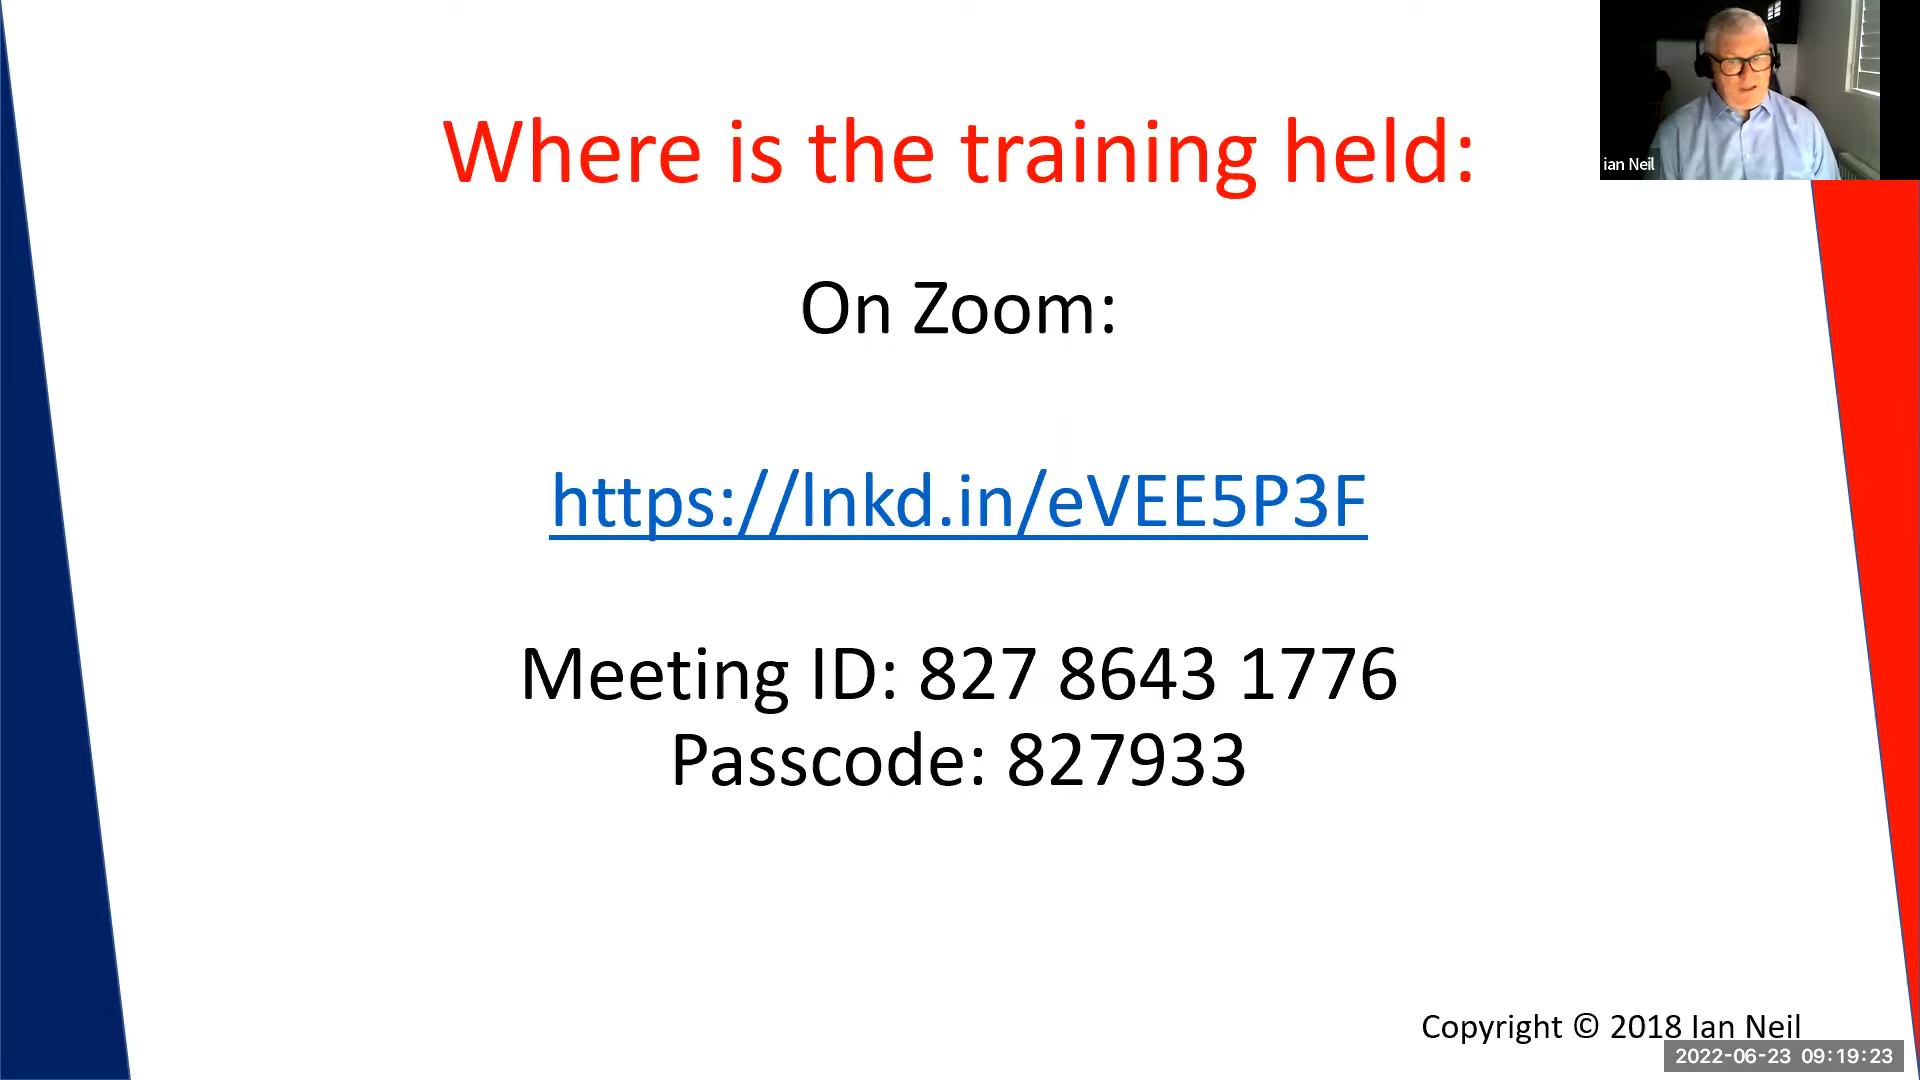 Where is the training held:
ian Neil
On Zoom:
https://lnkd.in/eVEE5P3F
Meeting ID: 827 8643 1776
Passcode: 827933
Copyright © 2018 Ian Neil
2022-06-23 09:19:23